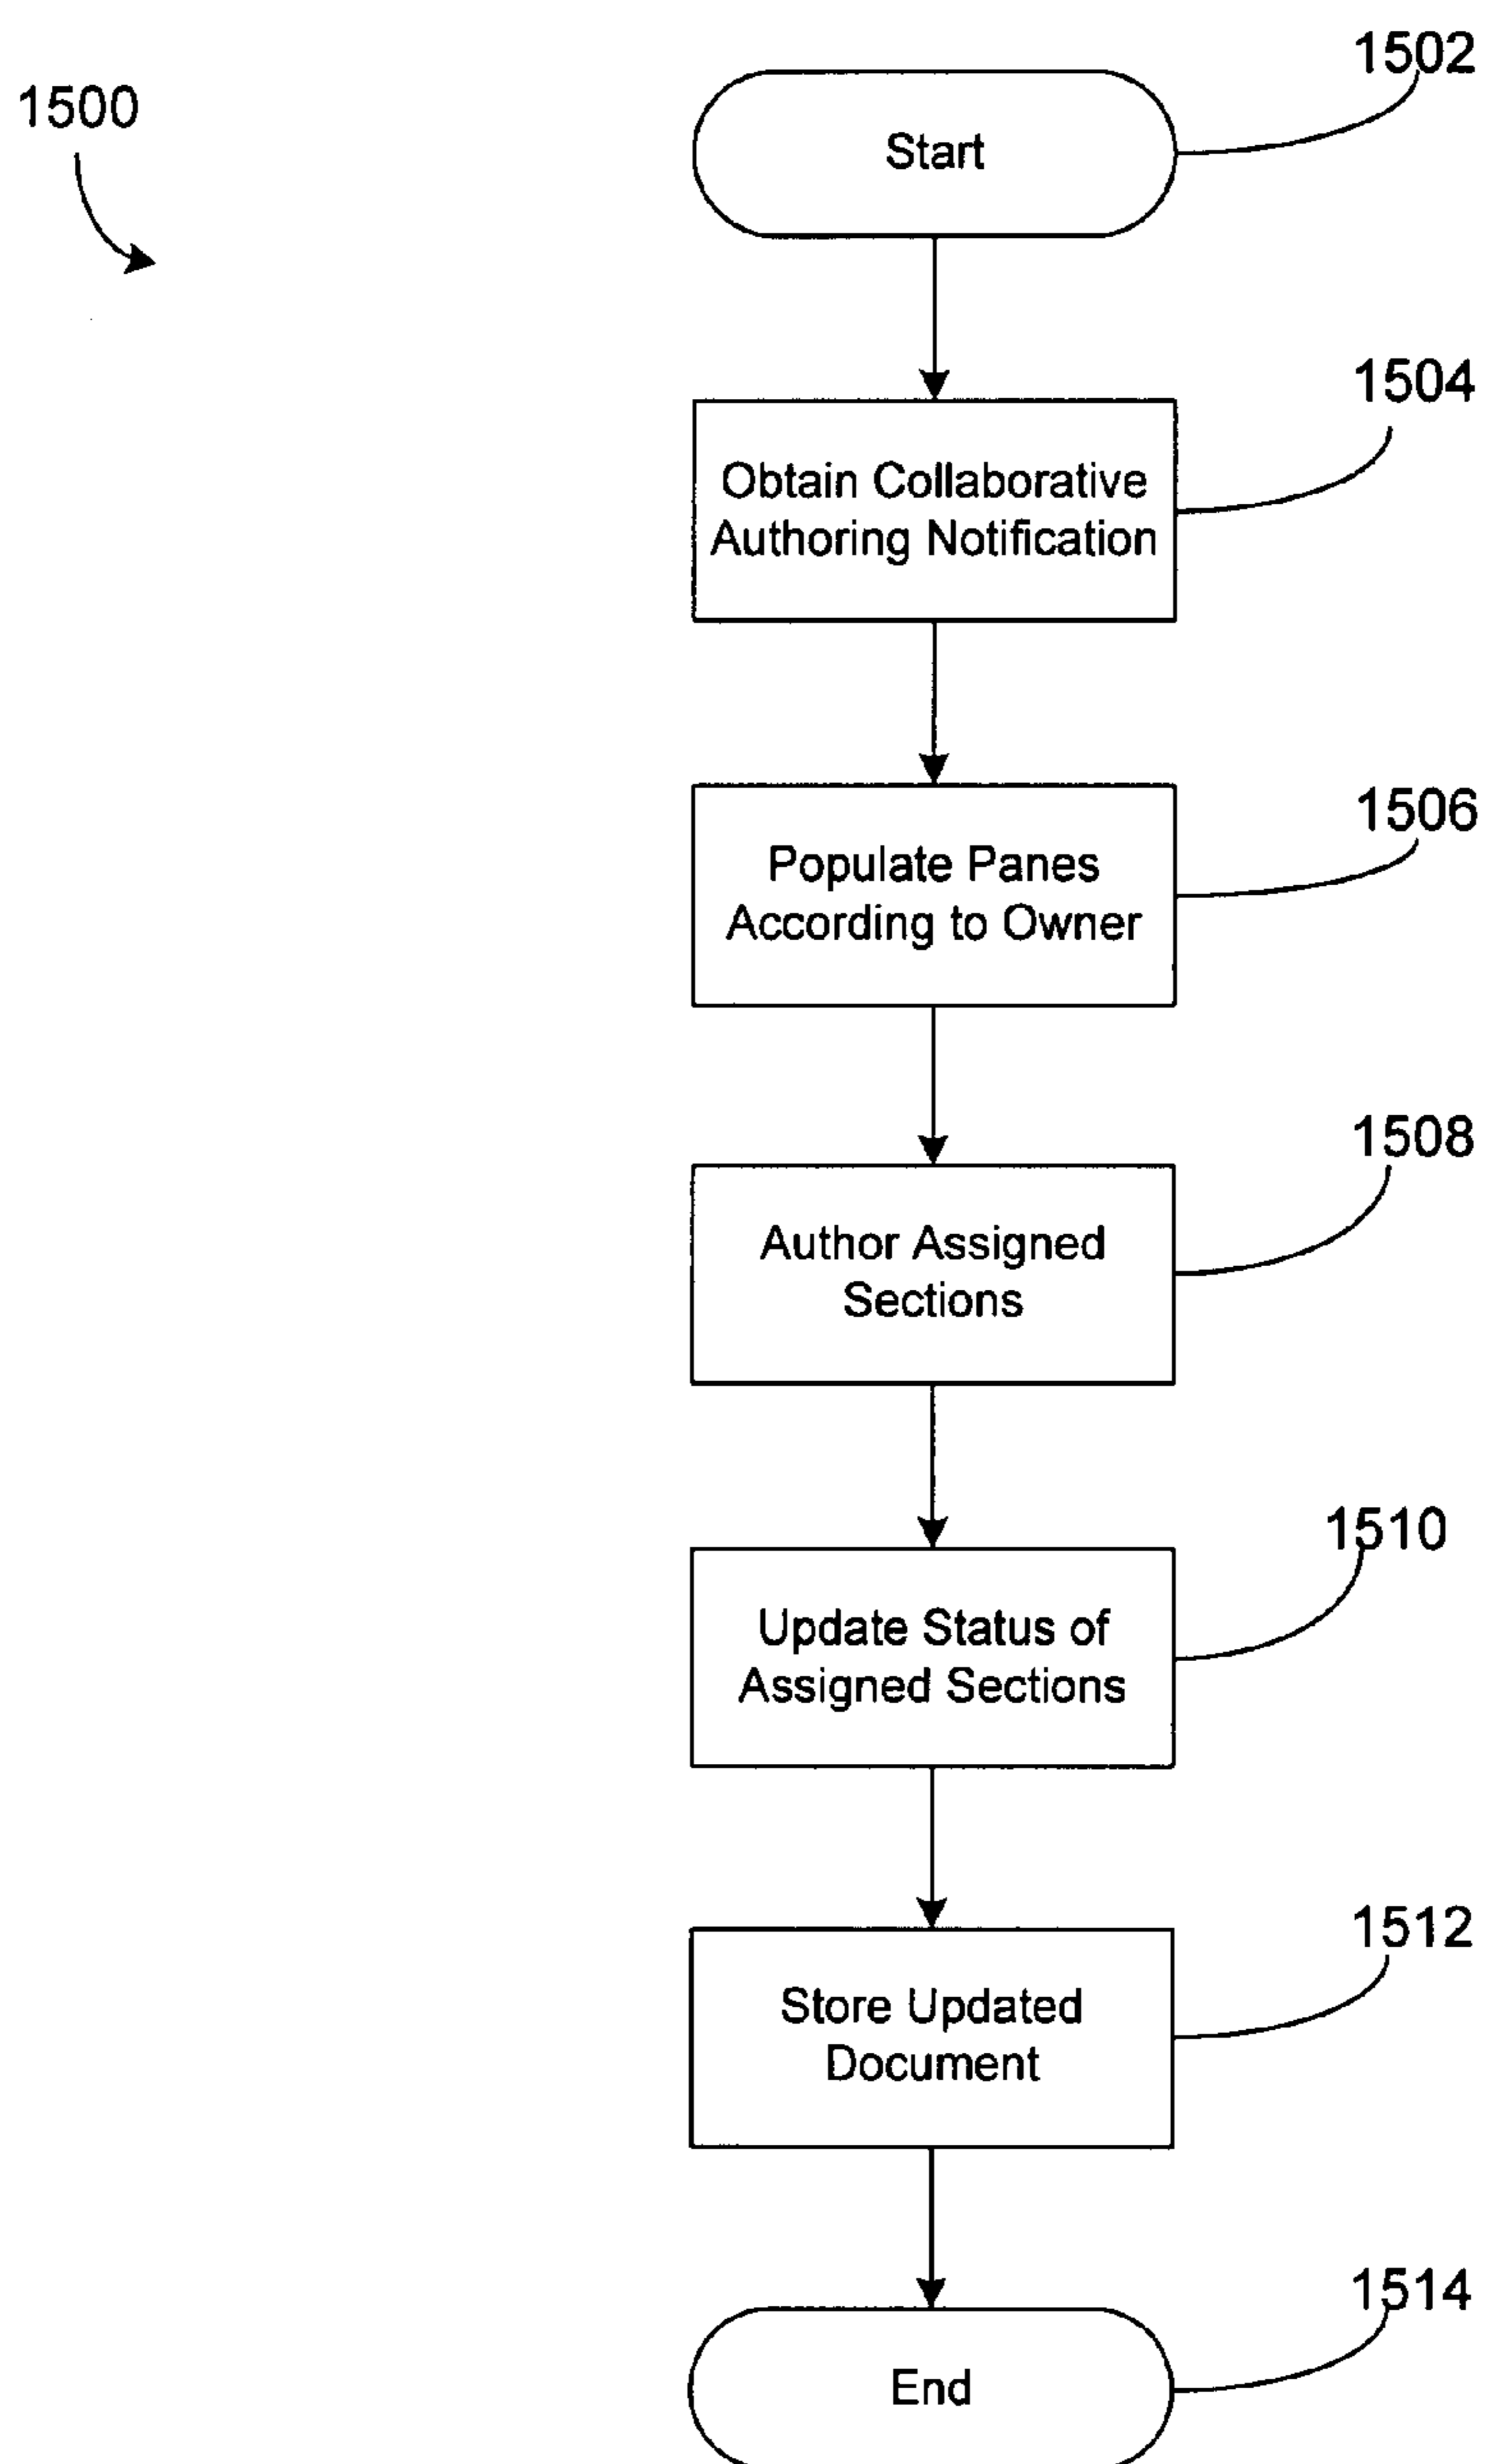 1500
1502
Start
1504
Obtain Collaborative
Authoring Notification
1506
Populate Panes
According to Owner
1508
Author Assigned
Sections
1510
Update Status of
Assigned Sections
1512
Store Updated
Document
1514
End